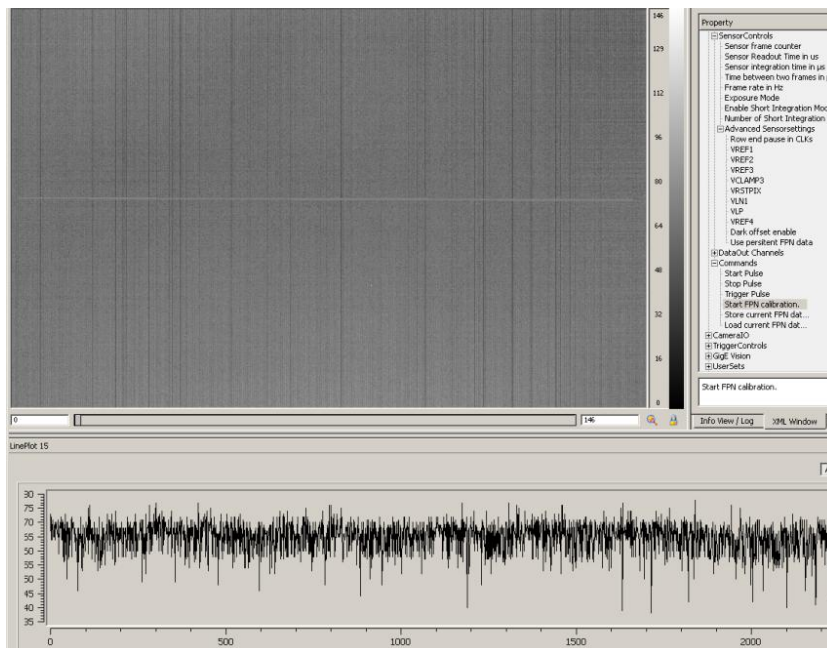 146
129
112
96
80
64
48
32
16
0
0
146
Property
SensorControls
Sensor frame counter
Sensor Readout Time in us
Sensor integration time in µs
Time between two frames in
Frame rate in Hz
Exposure Mode
Enable Short Integration Mod
Number of Short Integration
Advanced Sensorsettings
Row end pause in CLKs
VREF1
VREF2
VREF3
VCLAMP3
VRSTPIX
VLN1
VLP
VREF4
Dark offset enable
Use persitent FPN data
DataOut Channels
Commands
Start Pulse
Stop Pulse
Trigger Pulse
Start FPN calibration.
Store current FPN dat...
Load current FPN dat...
CameraIO
TriggerControls
GigE Vision
UserSets
Start FPN calibration.
Info View / Log
XML Window
LinePlot 15
80
75
70
65
60
55
50
45
40
35
0
500
1000
1500
2000